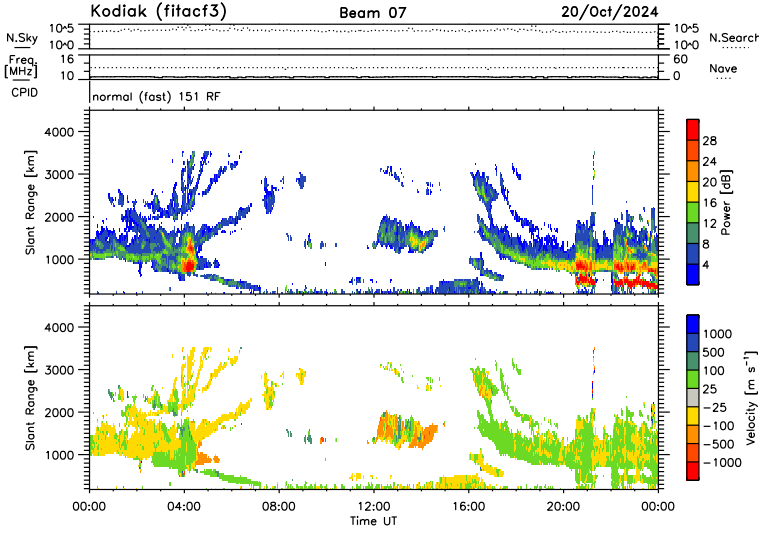 Kodiak (fitacf3) Beam 07 20/Oct/2024
N.Sky 10^5 10^0 10^5 10^0 N.Search
Freq. [MHz] 16 10 60 0 Nave
CPID normal (fast) 151 RF
Slant Range [km] 4000 3000 2000 1000
28 24 20 16 12 8 4 Power [dB]
Slant Range [km] 4000 3000 2000 1000
1000 500 100 25 -25 -100 -500 -1000 Velocity [m s^-1]
00:00 04:00 08:00 12:00 16:00 20:00 00:00
Time UT